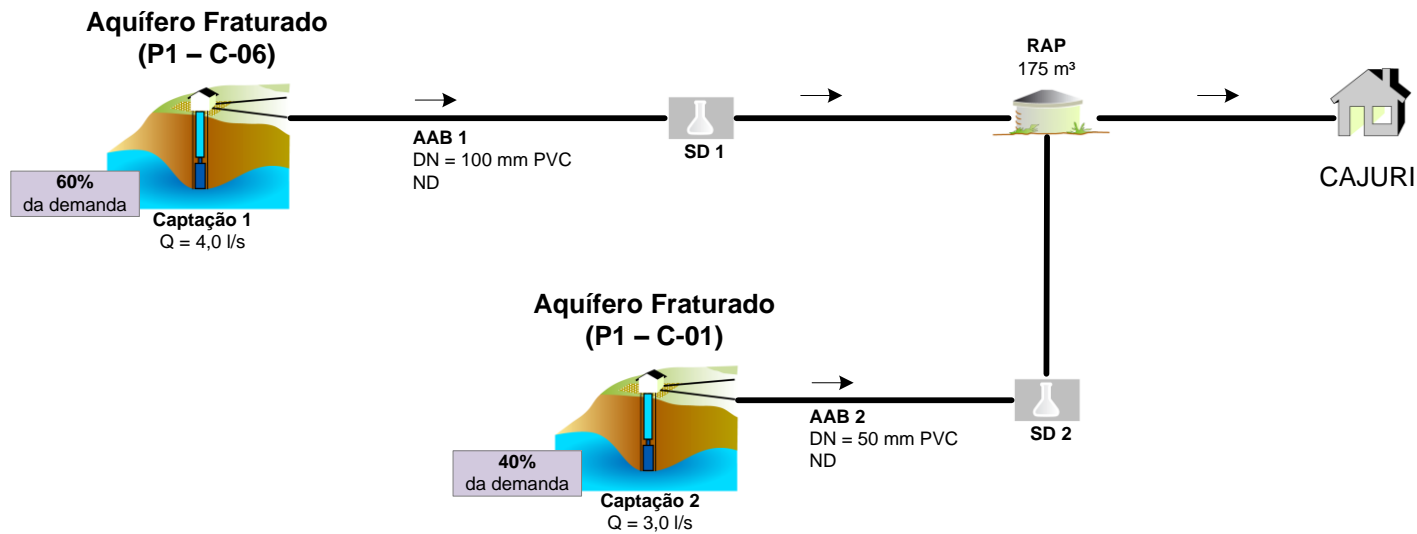 Aquífero Fraturado
(P1 – C-06)
RAP
175 m³
AAB 1
DN = 100 mm PVC
ND
SD 1
CAJURI
60%
da demanda
Captação 1
Q = 4,0 l/s
Aquífero Fraturado
(P1 – C-01)
AAB 2
DN = 50 mm PVC
ND
SD 2
40%
da demanda
Captação 2
Q = 3,0 l/s